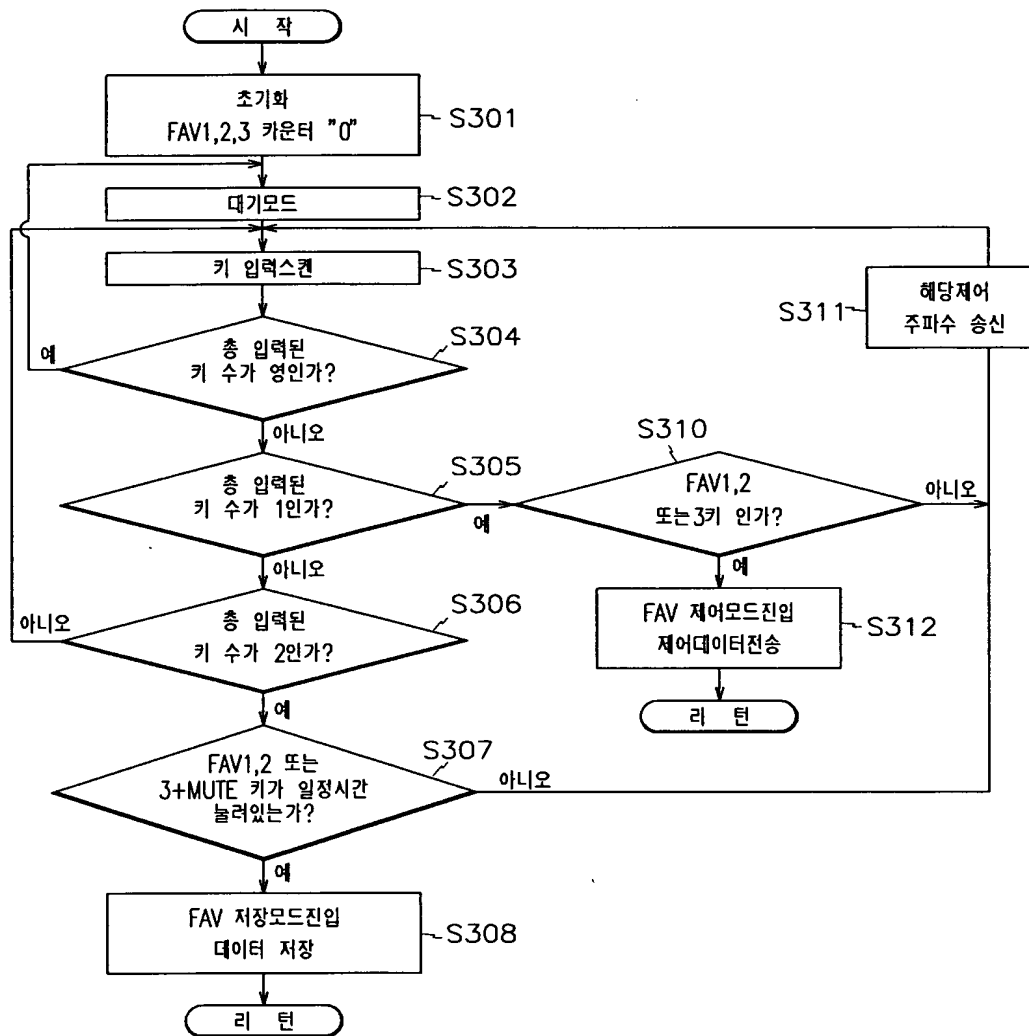 시 작
초기화
FAV1,2,3 카운터 "0"
S301
대기모드
S302
키 입력스켄
S303
해당제어
주파수 송신
S311
총 입력된
키 수가 영인가?
S304
예
아니오
총 입력된
키 수가 1인가?
S305
예
아니오
FAV1,2
또는3키 인가?
S310
아니오
예
총 입력된
키 수가 2인가?
S306
아니오
예
FAV 제어모드진입
제어데이터전송
S312
리 턴
FAV1,2 또는
3+MUTE 키가 일정시간
눌려있는가?
S307
아니오
예
FAV 저장모드진입
데이터 저장
S308
리 턴